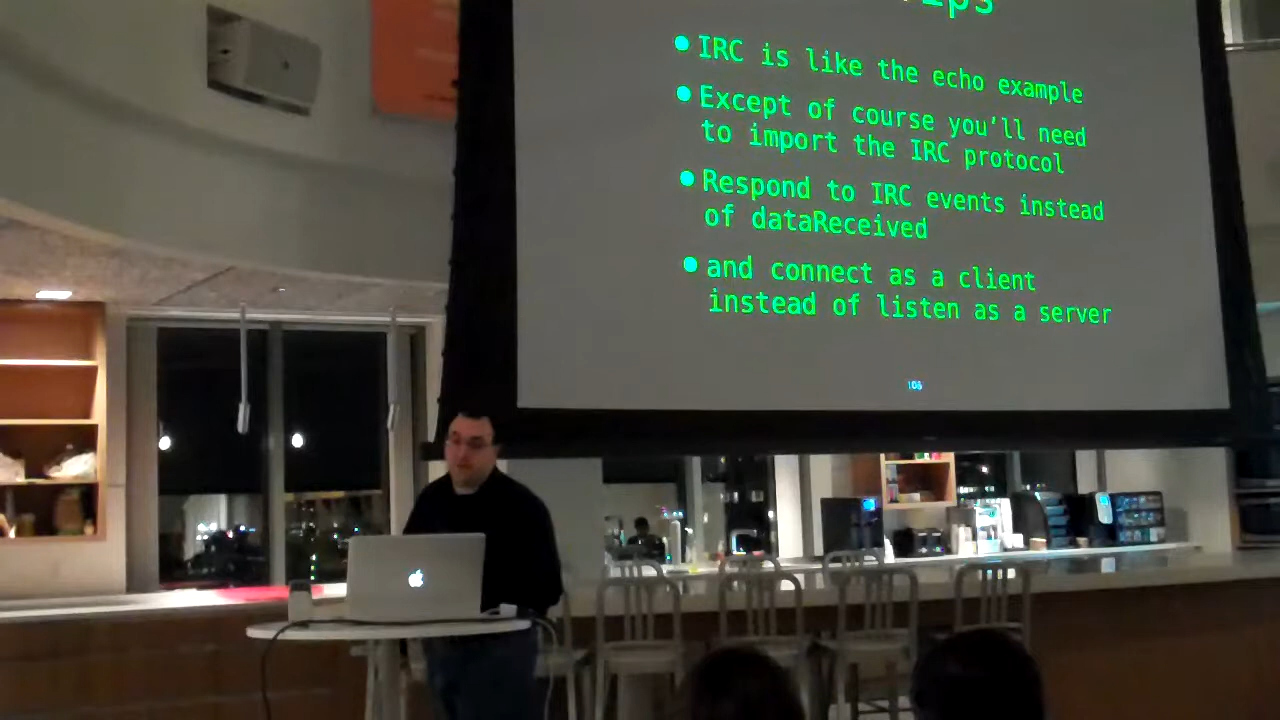 • IRC is like the echo example
• Except of course you'll need
to import the IRC protocol
• Respond to IRC events instead
of dataReceived
• and connect as a client
instead of listen as a server
106